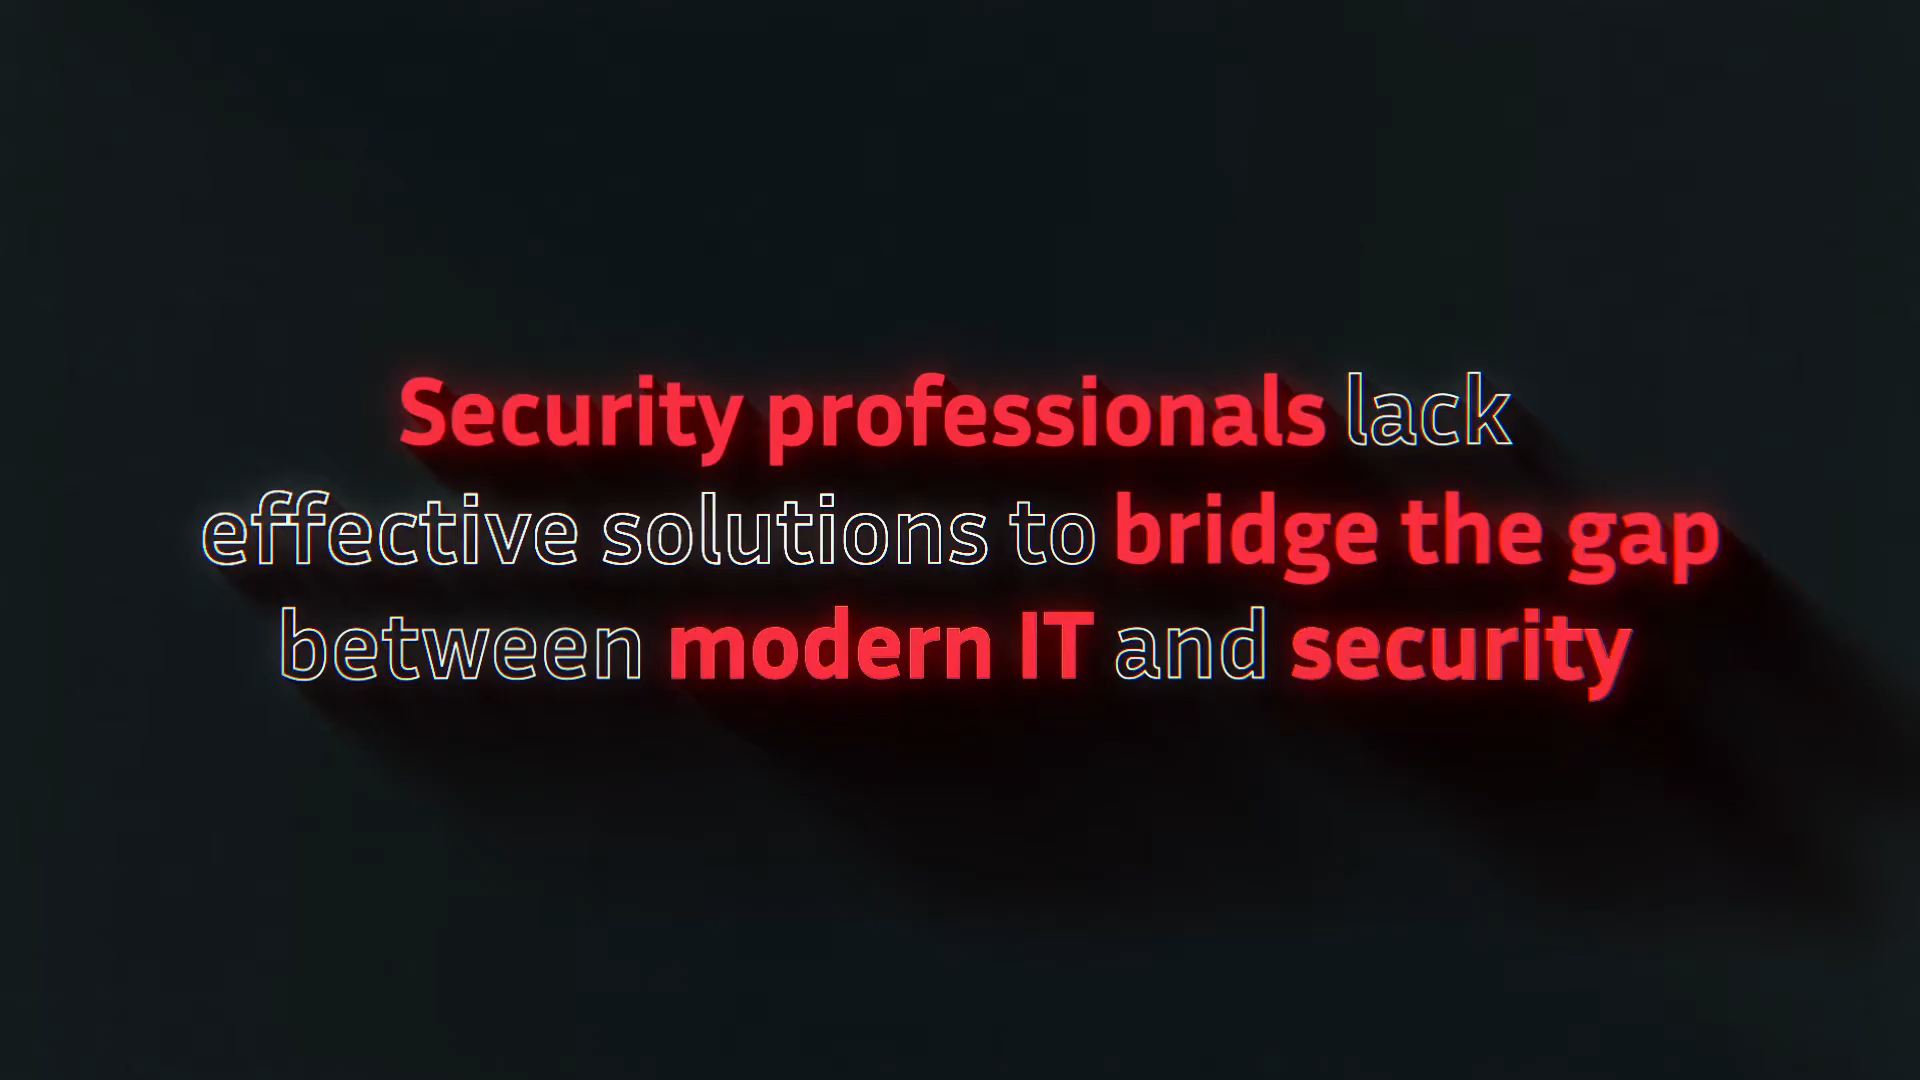 Security professionals lack
effective solutions to bridge the gap
between modern IT and security